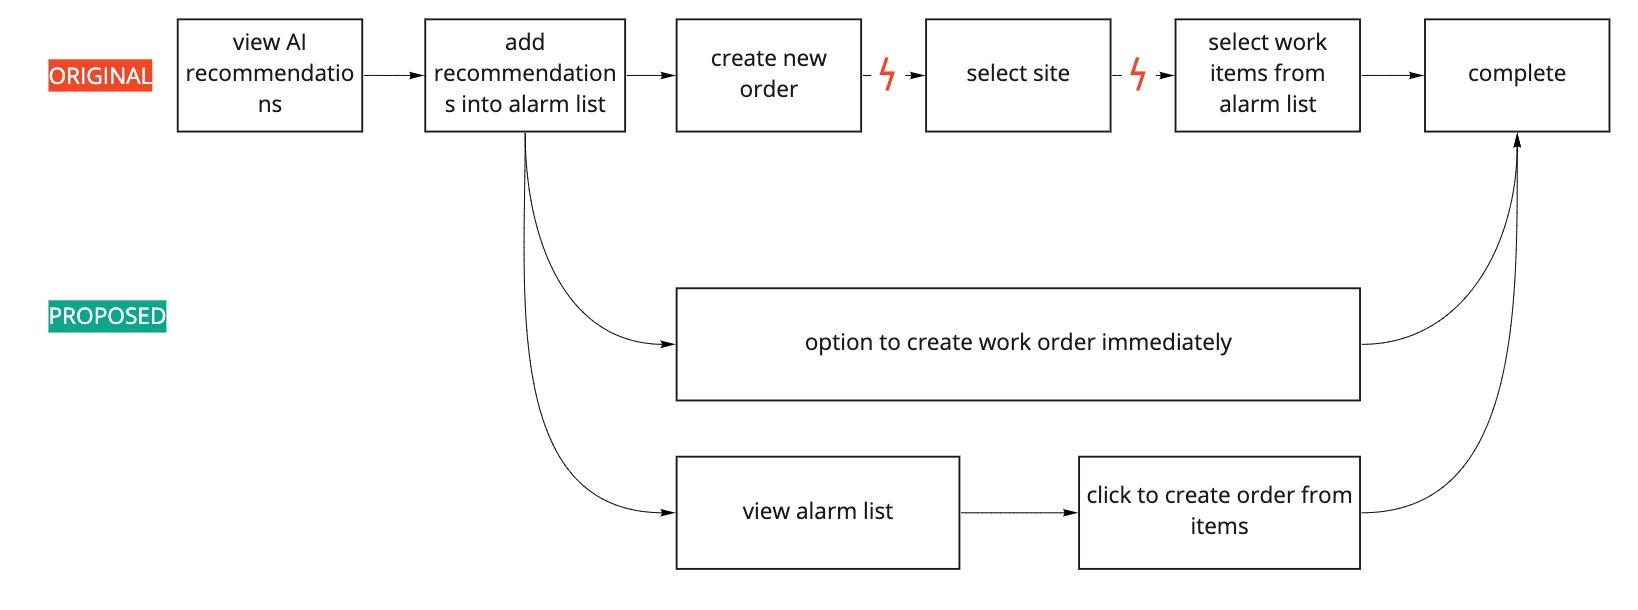 ORIGINAL
view AI
recommendatio
ns
add
recommendation
s into alarm list
create new
order
select site
select work
items from
alarm list
complete
PROPOSED
option to create work order immediately
view alarm list
click to create order from
items